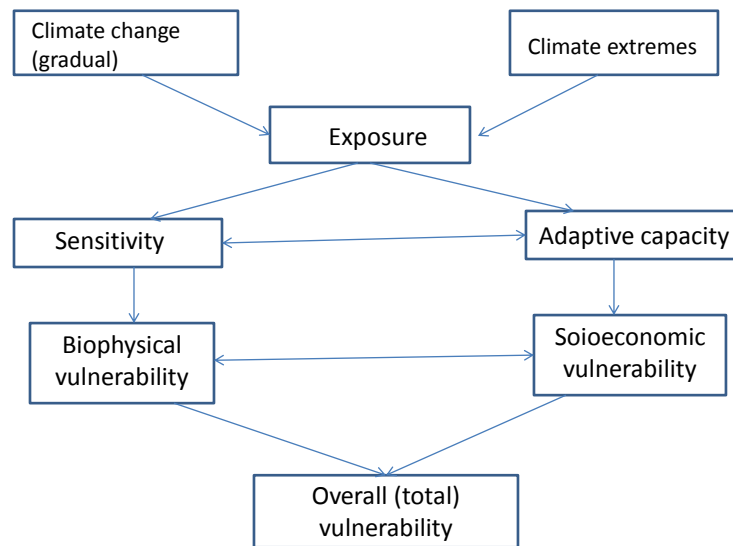 Climate change
(gradual)
Climate extremes
Exposure
Sensitivity
Adaptive capacity
Biophysical
vulnerability
Soioeconomic
vulnerability
Overall (total)
vulnerability